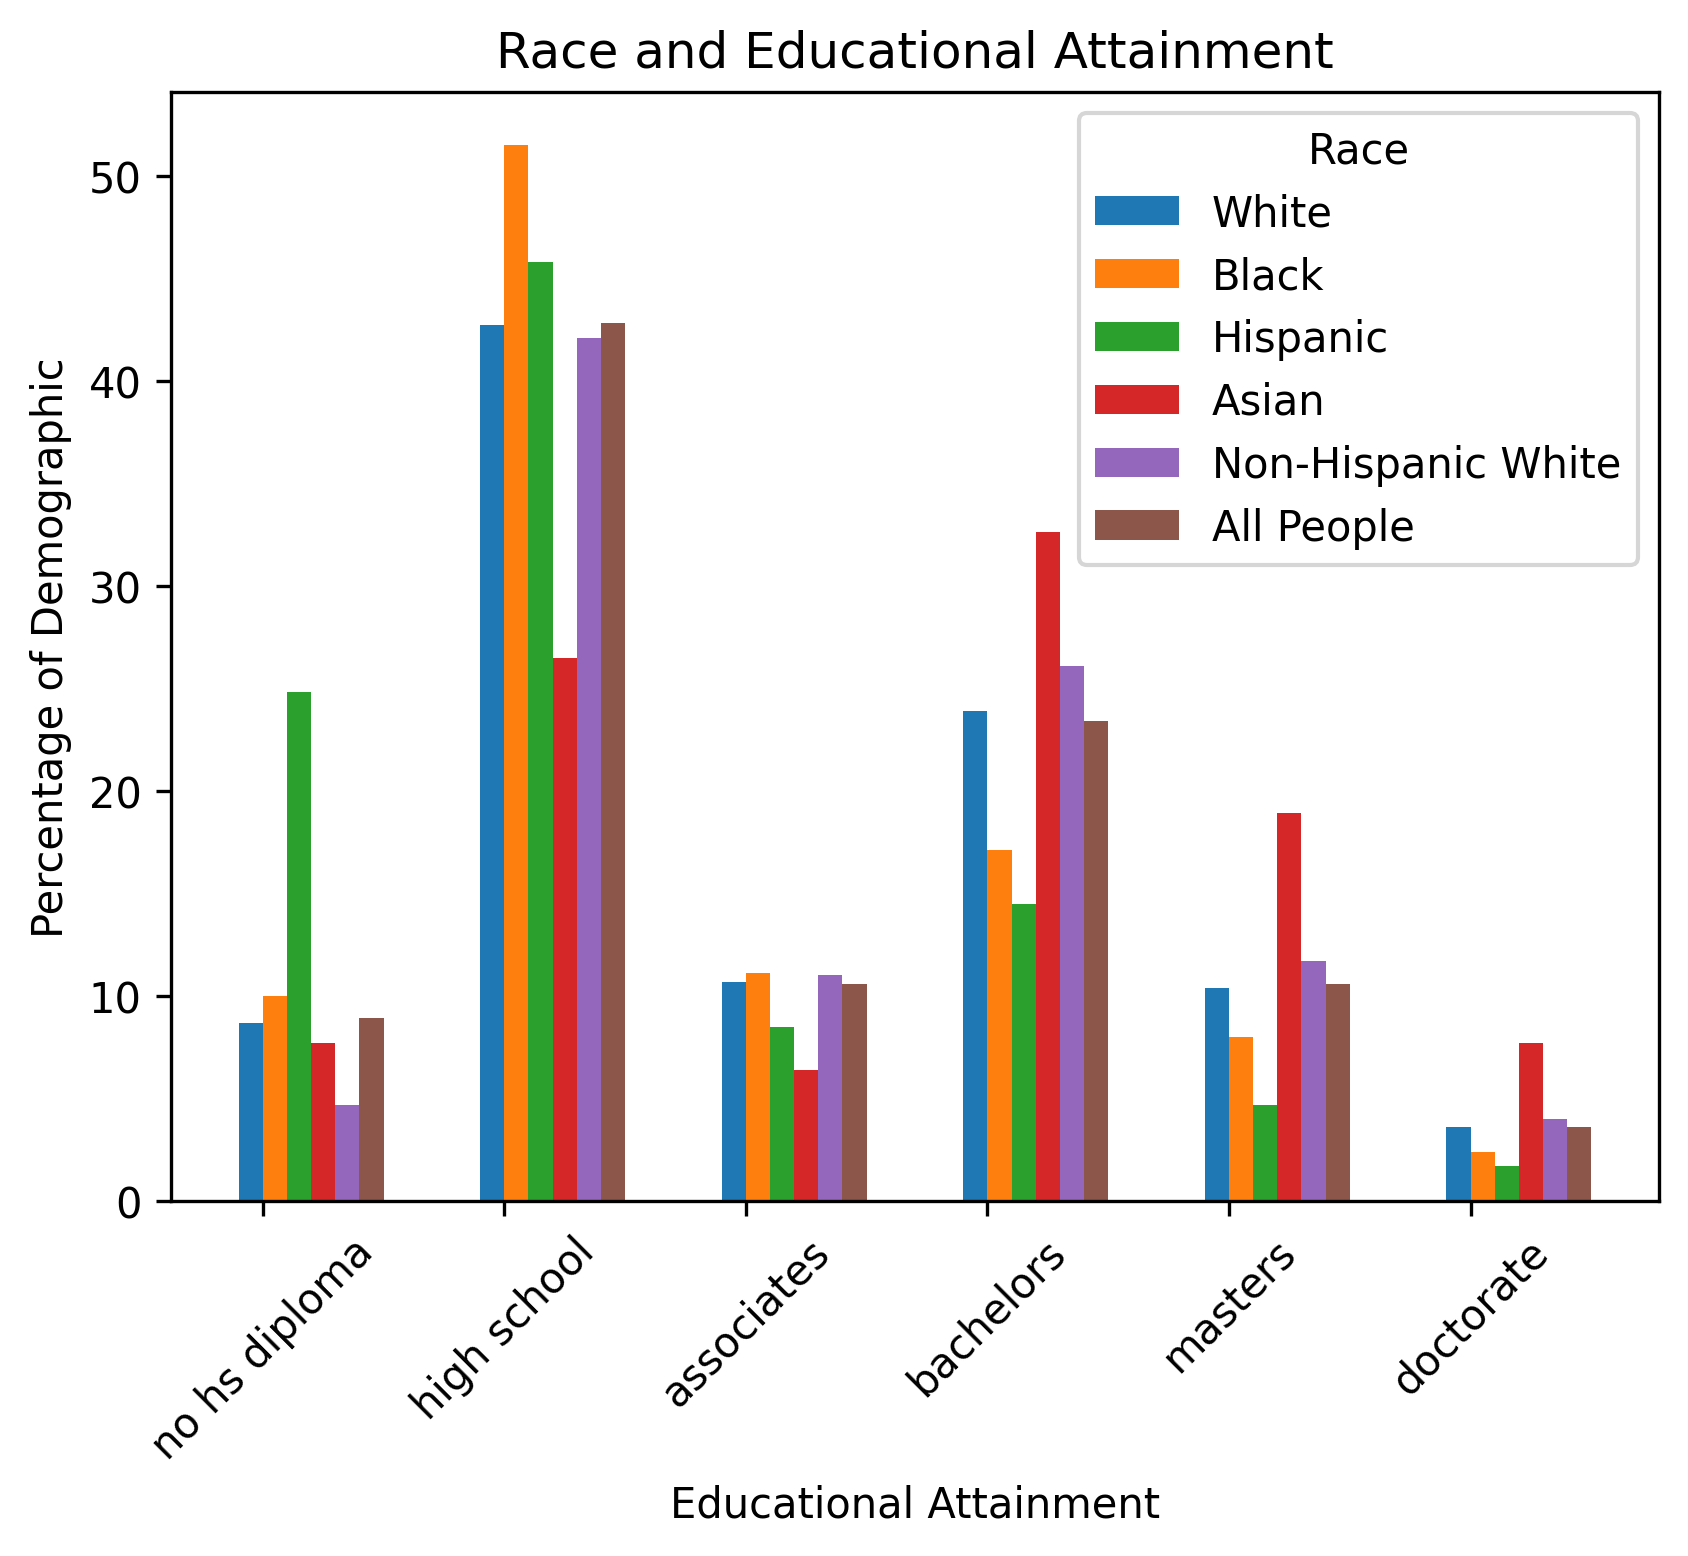 Race and Educational Attainment
Race
White
Black
Hispanic
Asian
Non-Hispanic White
All People
Percentage of Demographic
50
40
30
20
10
0
no hs diploma
high school
associates
bachelors
masters
doctorate
Educational Attainment